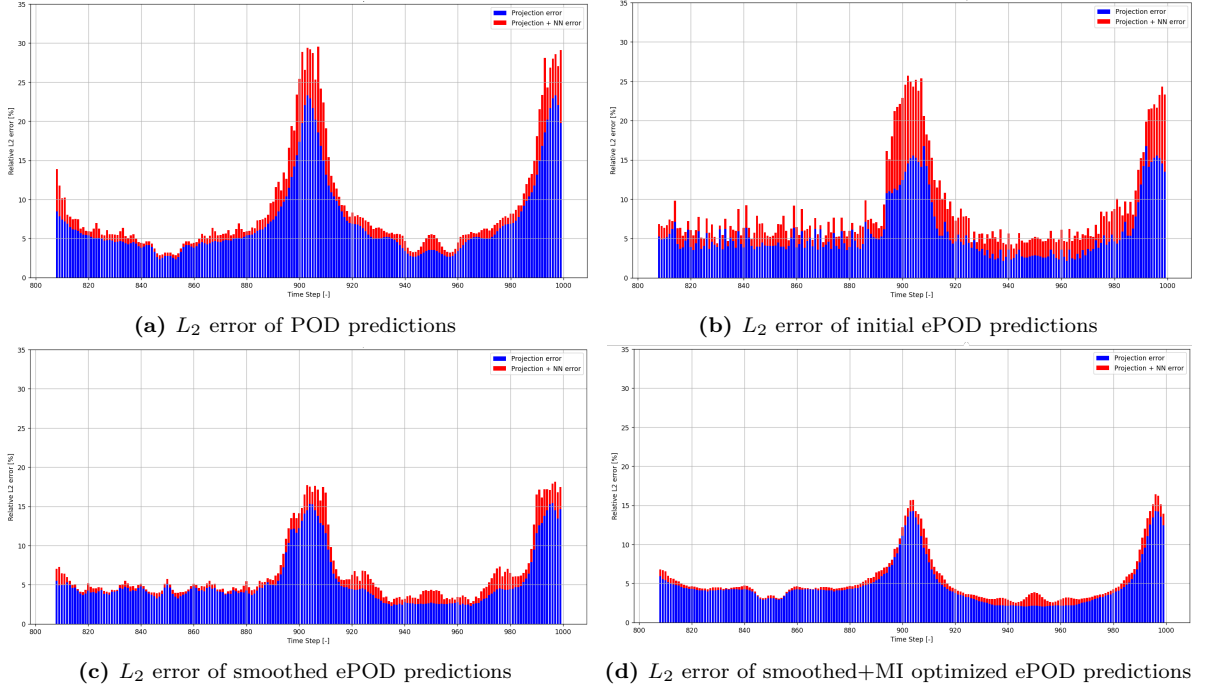 35
30
25
20
15
10
5
0
Relative L2 error [%]
Projection error
Projection + NN error
800 820 840 860 880 900 920 940 960 980 1000
Time Step [-]
(a) L₂ error of POD predictions
35
30
25
20
15
10
5
0
Relative L2 error [%]
Projection error
Projection + NN error
800 820 840 860 880 900 920 940 960 980 1000
Time Step [-]
(b) L₂ error of initial ePOD predictions
35
30
25
20
15
10
5
0
Relative L2 error [%]
Projection error
Projection + NN error
800 820 840 860 880 900 920 940 960 980 1000
Time Step [-]
(c) L₂ error of smoothed ePOD predictions
35
30
25
20
15
10
5
0
Relative L2 error [%]
Projection error
Projection + NN error
800 820 840 860 880 900 920 940 960 980 1000
Time Step [-]
(d) L₂ error of smoothed+MI optimized ePOD predictions